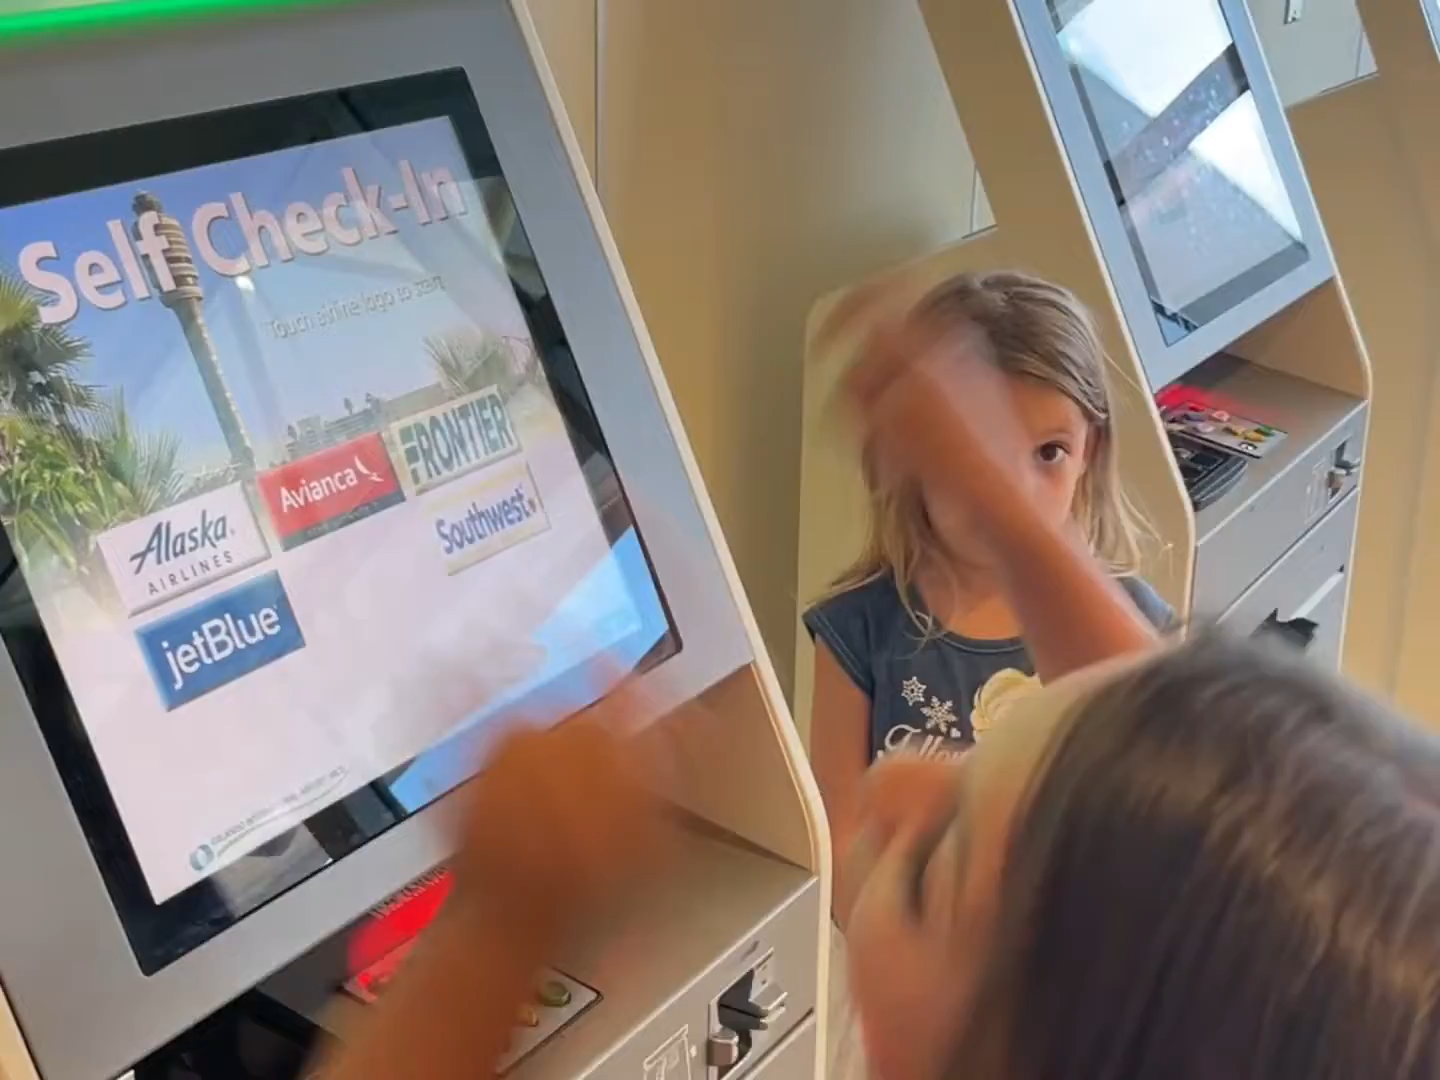 Self Check-In
Touch airline logo to start
FRONTIER
Avianca
Southwest
Alaska
AIRLINES
jetBlue